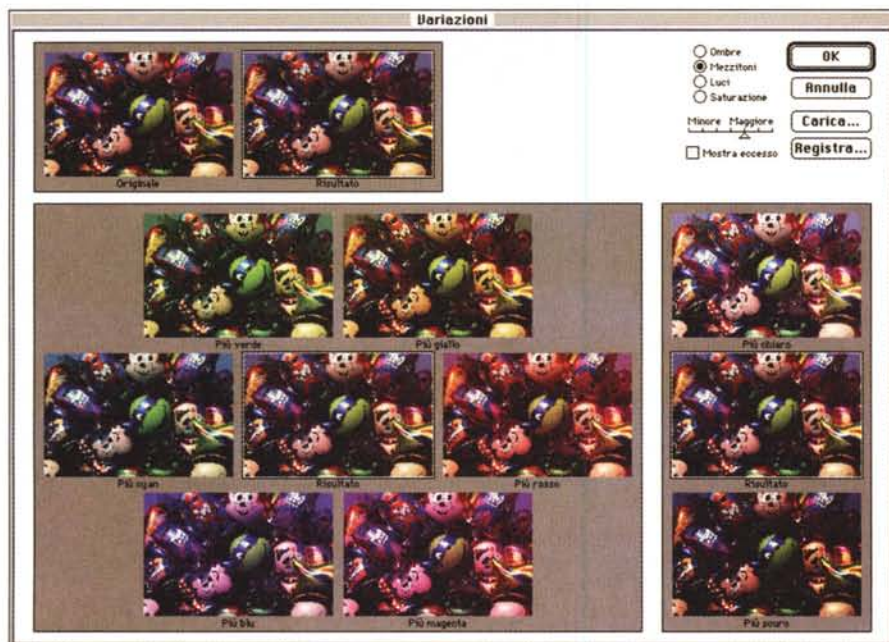 Variazioni
Originale
Risultato
Ombre
Mezzitoni
Luci
Saturazione
Minore Maggiore
Mostra eccesso
OK
Annulla
Carica...
Registra...
Più verde
Più giallo
Più cyan
Risultato
Più rosso
Più blu
Più magenta
Più chiaro
Risultato
Più scuro